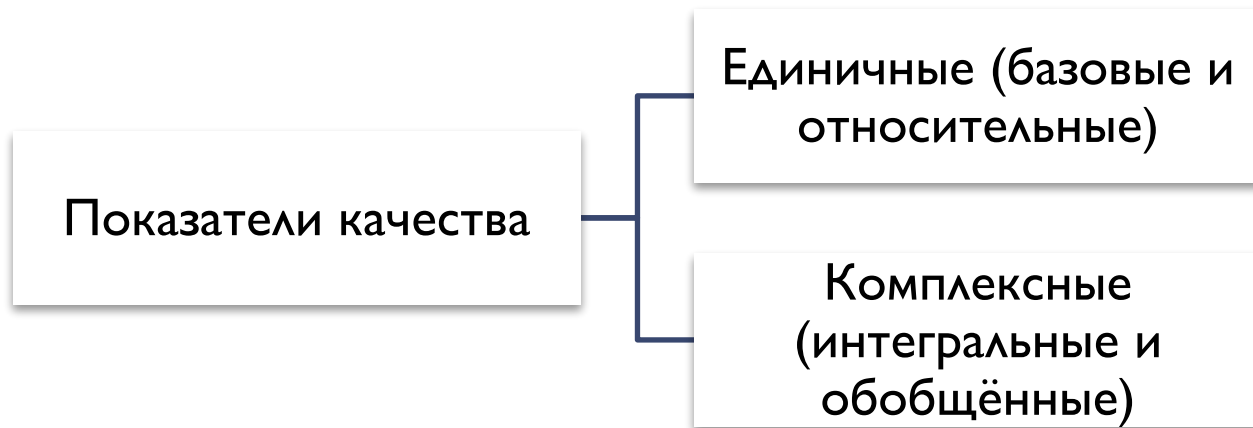 Показатели качества
Единичные (базовые и
относительные)
Комплексные
(интегральные и
обобщённые)